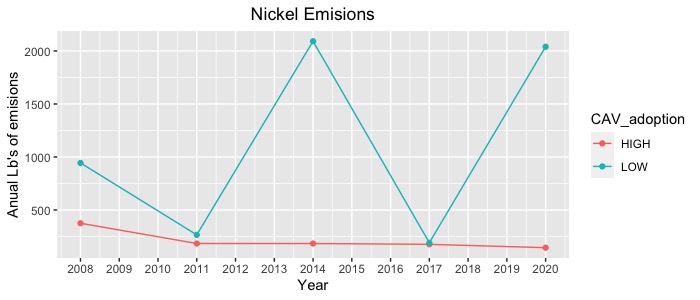 Nickel Emisions
Anual Lb's of emisions
2000
1500
1000
500
2008 2009 2010 2011 2012 2013 2014 2015 2016 2017 2018 2019 2020
Year
CAV_adoption
HIGH
LOW